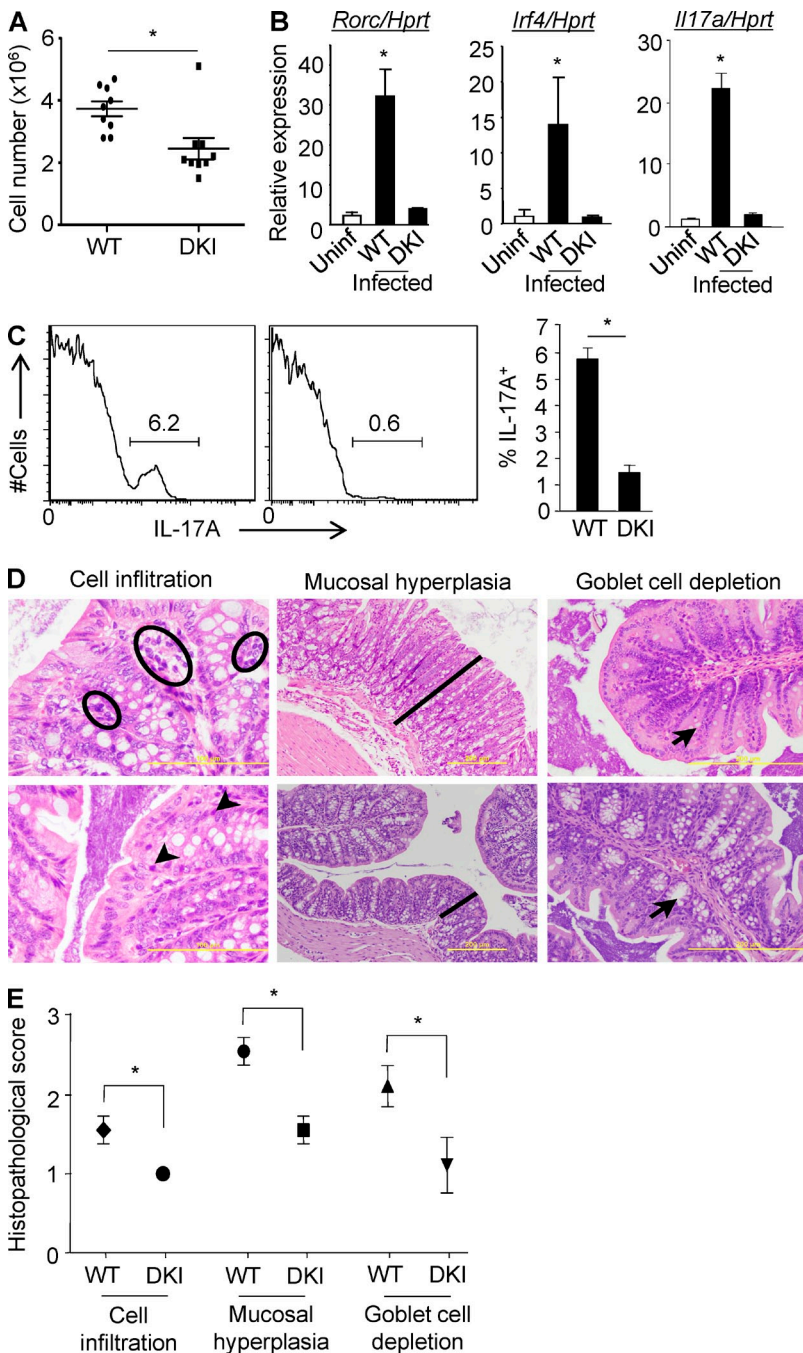 A
*
Cell number (x10⁶)
6
4
2
0
WT DKI
B
Rorc/Hprt Irf4/Hprt Il17a/Hprt
Relative expression
40
30
20
10
0
*
Uninf WT DKI
Infected
20
15
10
5
0
*
Uninf WT DKI
Infected
30
20
10
0
*
Uninf WT DKI
Infected
C
#Cells
6.2
0
0.6
0
IL-17A
% IL-17A⁺
7
6
5
4
3
2
1
0
*
WT DKI
D
Cell inflitration Mucosal hyperplasia Goblet cell depletion
200 µm
E
Histopathological score
3
2
1
0
*
*
*
WT DKI WT DKI WT DKI
Cell
infiltration
Mucosal
hyperplasia
Goblet cell
depletion